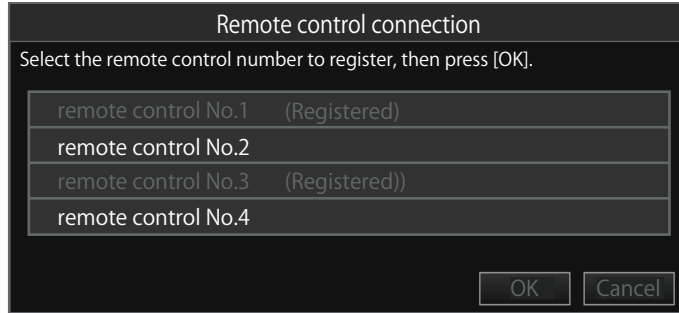 Remote control connection
Select the remote control number to register, then press [OK].
remote control No.1 (Registered)
remote control No.2
remote control No.3 (Registered))
remote control No.4
OK Cancel